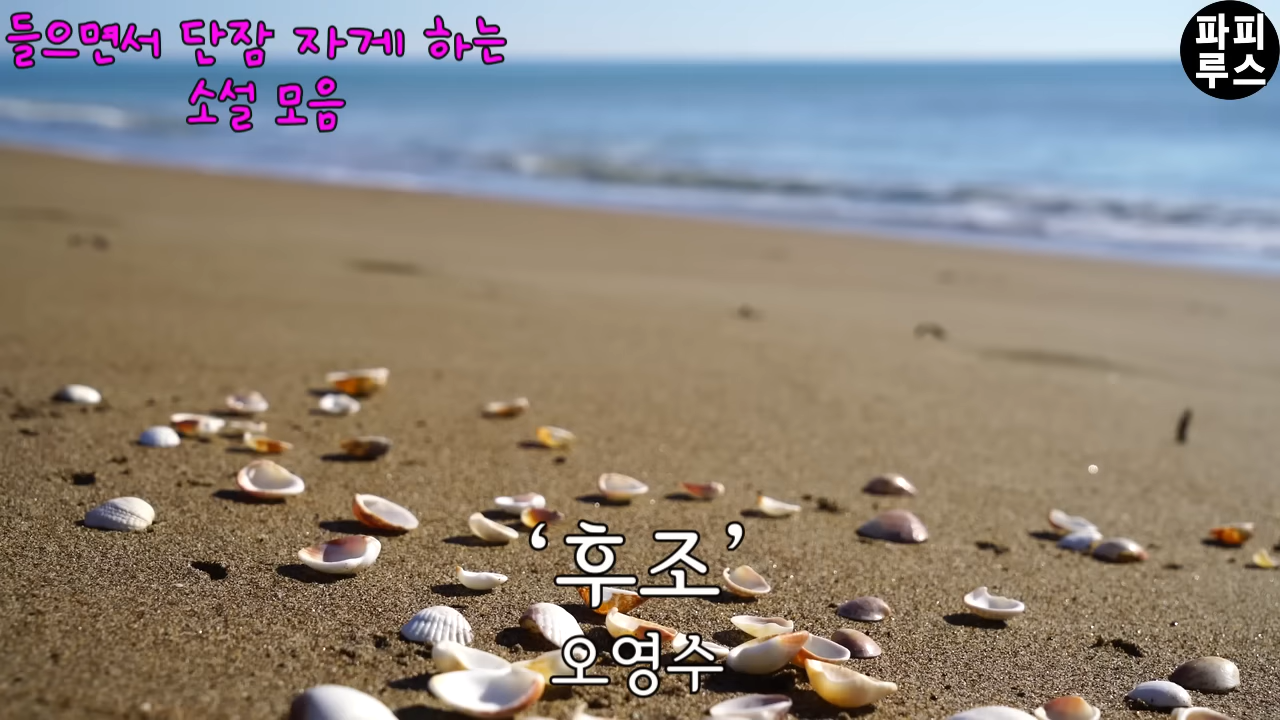 들으면서 단잠 자게 하는
소설 모음
파피
루스
‘후조’
오영수